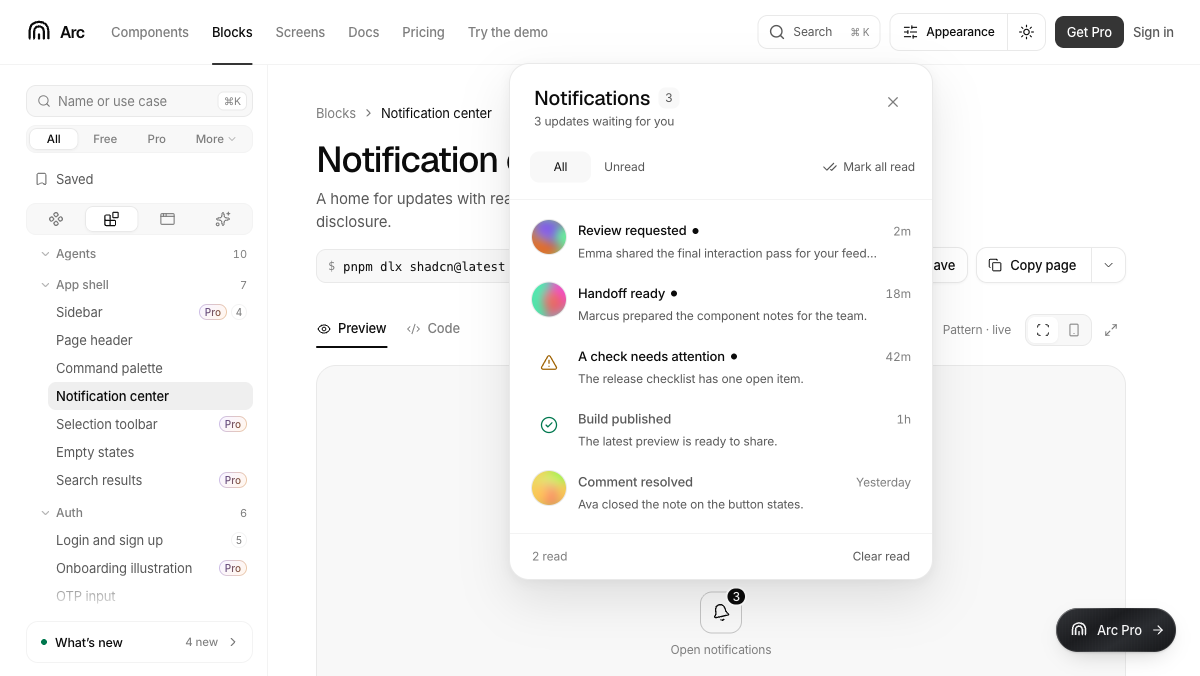 Arc
Components
Blocks
Screens
Docs
Pricing
Try the demo
Search
⌘ K
Appearance
Get Pro
Sign in
Name or use case
⌘K
All
Free
Pro
More
Saved
Agents 10
App shell 7
Sidebar Pro 4
Page header
Command palette
Notification center
Selection toolbar Pro
Empty states
Search results Pro
Auth 6
Login and sign up 5
Onboarding illustration Pro
OTP input
What's new 4 new
Blocks > Notification center
Notification
A home for updates with
disclosure.
$ pnpm dlx shadcn@latest
Copy page
Preview
</> Code
Pattern · live
Notifications 3
3 updates waiting for you
All
Unread
Mark all read
Review requested • 2m
Emma shared the final interaction pass for your feed…
Handoff ready • 18m
Marcus prepared the component notes for the team.
A check needs attention • 42m
The release checklist has one open item.
Build published 1h
The latest preview is ready to share.
Comment resolved Yesterday
Ava closed the note on the button states.
2 read
Clear read
3
Open notifications
Arc Pro →